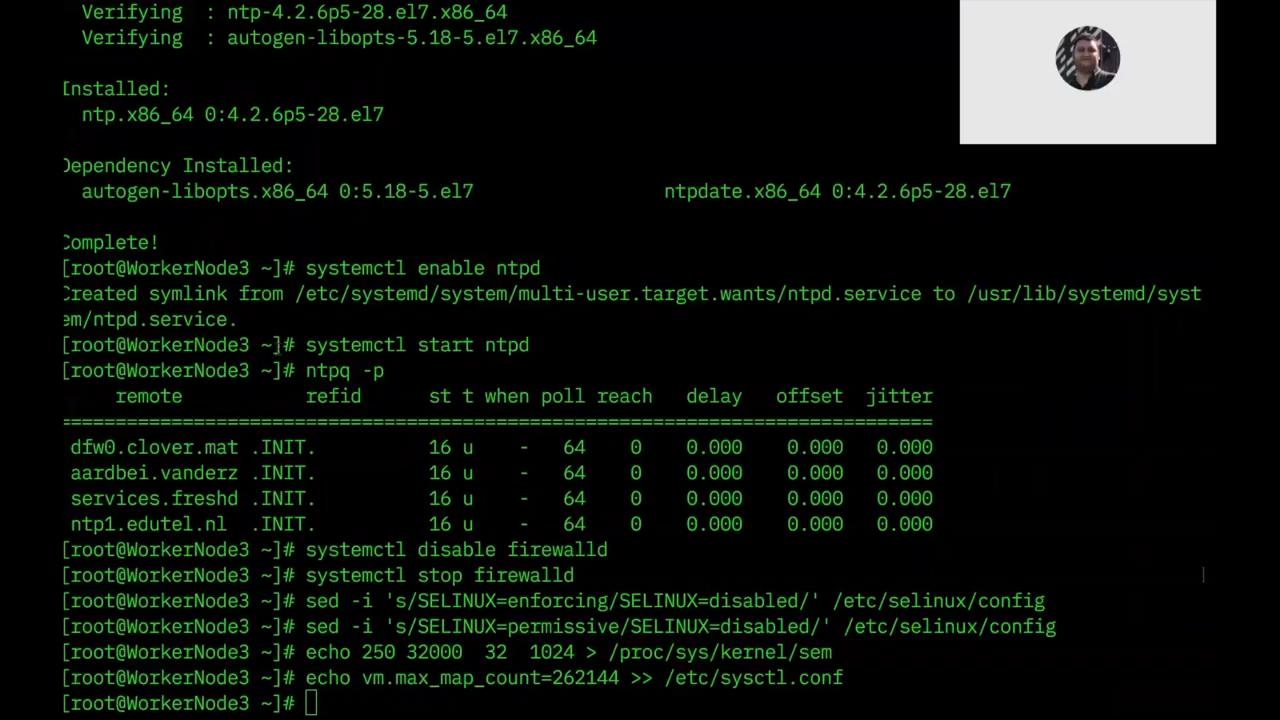 Verifying  : ntp-4.2.6p5-28.el7.x86_64
Verifying  : autogen-libopts-5.18-5.el7.x86_64
Installed:
ntp.x86_64 0:4.2.6p5-28.el7
Dependency Installed:
autogen-libopts.x86_64 0:5.18-5.el7 ntpdate.x86_64 0:4.2.6p5-28.el7
Complete!
[root@WorkerNode3 ~]# systemctl enable ntpd
Created symlink from /etc/systemd/system/multi-user.target.wants/ntpd.service to /usr/lib/systemd/syst
em/ntpd.service.
[root@WorkerNode3 ~]# systemctl start ntpd
[root@WorkerNode3 ~]# ntpq -p
remote refid st t when poll reach delay offset jitter
==============================================================================
dfw0.clover.mat .INIT. 16 u - 64 0 0.000 0.000 0.000
aardbei.vanderz .INIT. 16 u - 64 0 0.000 0.000 0.000
services.freshd .INIT. 16 u - 64 0 0.000 0.000 0.000
ntp1.edutel.nl .INIT. 16 u - 64 0 0.000 0.000 0.000
[root@WorkerNode3 ~]# systemctl disable firewalld
[root@WorkerNode3 ~]# systemctl stop firewalld
[root@WorkerNode3 ~]# sed -i 's/SELINUX=enforcing/SELINUX=disabled/' /etc/selinux/config
[root@WorkerNode3 ~]# sed -i 's/SELINUX=permissive/SELINUX=disabled/' /etc/selinux/config
[root@WorkerNode3 ~]# echo 250 32000  32  1024 > /proc/sys/kernel/sem
[root@WorkerNode3 ~]# echo vm.max_map_count=262144 >> /etc/sysctl.conf
[root@WorkerNode3 ~]#